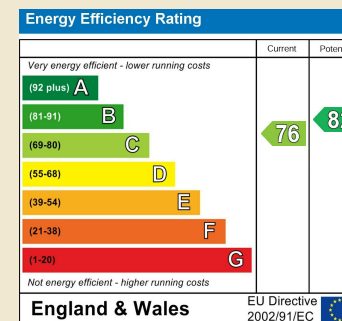 Energy Efficiency Rating
Current
Very energy efficient - lower running costs
(92 plus) A
(81-91) B
(69-80) C
76
(55-68) D
(39-54) E
(21-38) F
(1-20) G
Not energy efficient - higher running costs
England & Wales
EU Directive
2002/91/EC